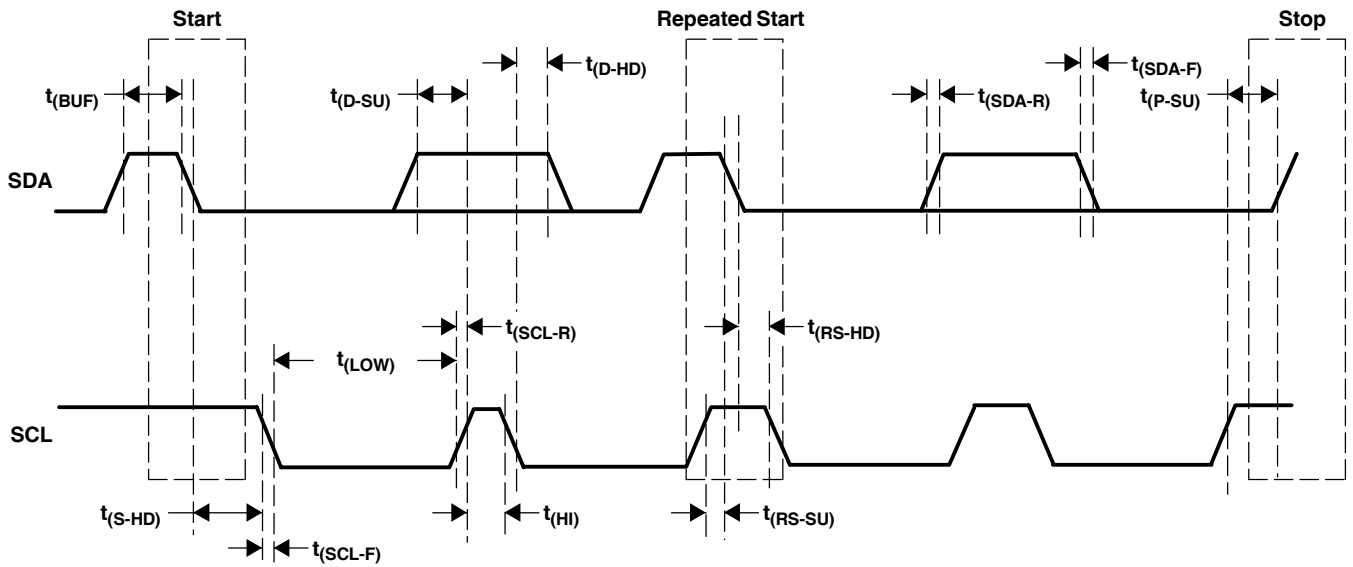 Start
Repeated Start
Stop
t(BUF)
t(D-SU)
t(D-HD)
t(SDA-R)
t(SDA-F)
t(P-SU)
SDA
t(SCL-R)
t(RS-HD)
t(LOW)
SCL
t(S-HD)
t(HI)
t(RS-SU)
t(SCL-F)